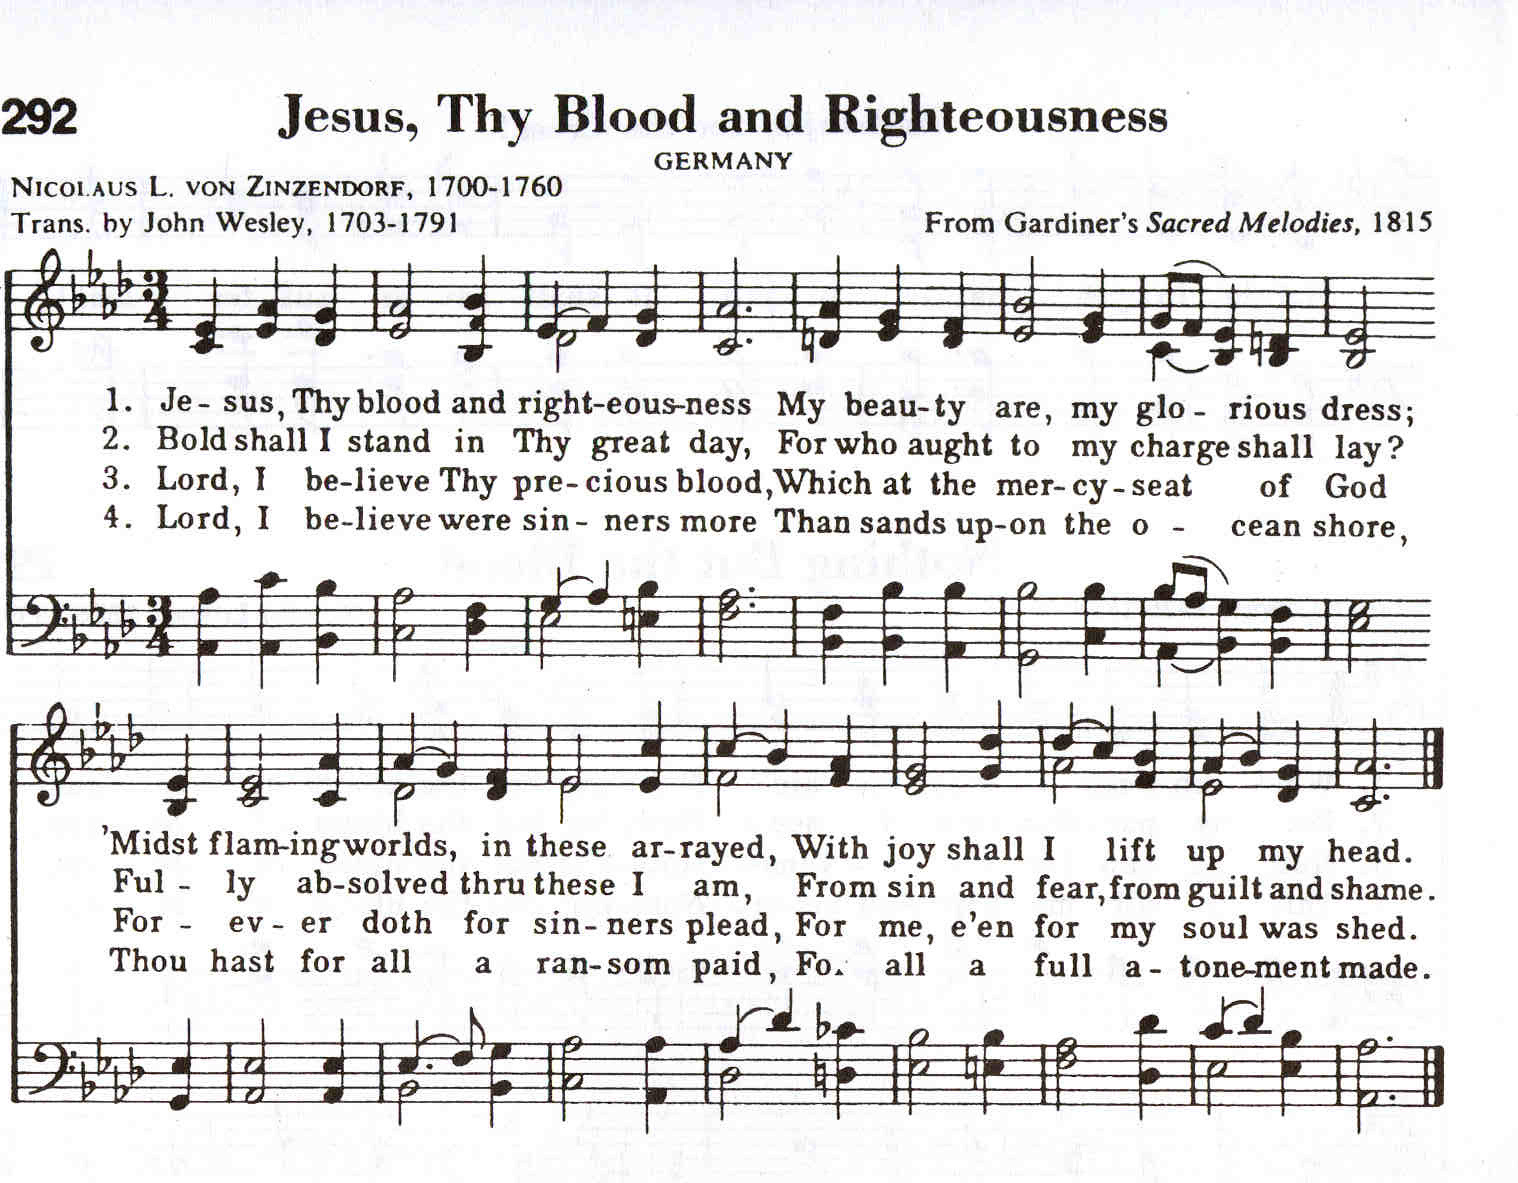 292 Jesus, Thy Blood and Righteousness
GERMANY
NICOLAUS L. VON ZINZENDORF, 1700-1760
Trans. by John Wesley, 1703-1791 From Gardiner's Sacred Melodies, 1815
1. Je- sus, Thy blood and right-eous-ness My beau-ty are, my glo - rious dress;
2. Bold shall I stand in Thy great day, For who aught to my charge shall lay?
3. Lord, I be-lieve Thy pre-cious blood, Which at the mer-cy-seat of God
4. Lord, I be-lieve were sin - ners more Than sands up-on the o - cean shore,
'Midst flam-ing worlds, in these ar-rayed, With joy shall I lift up my head.
Ful - ly ab-solved thru these I am, From sin and fear, from guilt and shame.
For - ev - er doth for sin- ners plead, For me, e'en for my soul was shed.
Thou hast for all a ran-som paid, Fo. all a full a - tone-ment made.